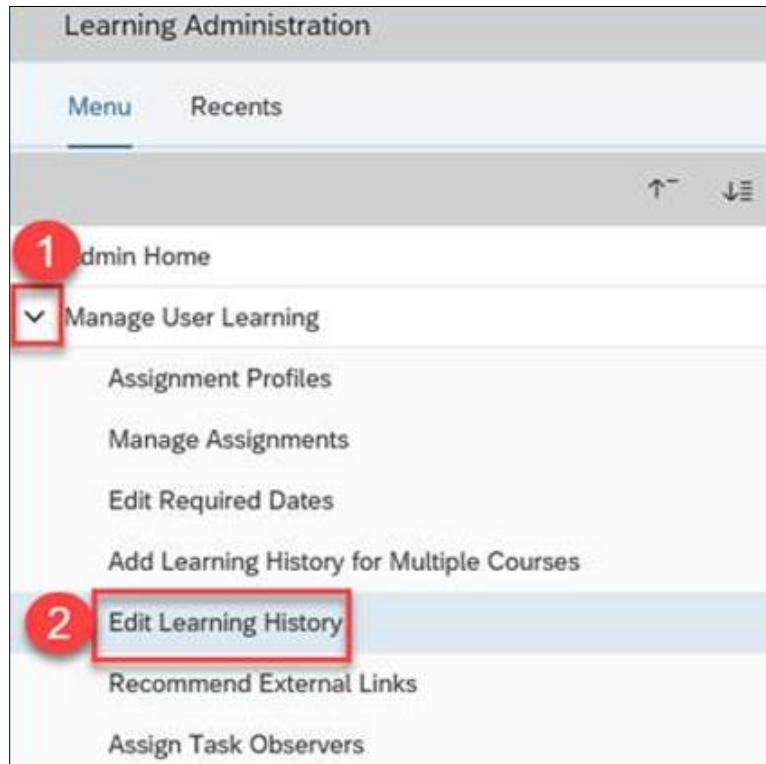 Learning Administration
Menu Recents
1
dmin Home
Manage User Learning
Assignment Profiles
Manage Assignments
Edit Required Dates
Add Learning History for Multiple Courses
2 Edit Learning History
Recommend External Links
Assign Task Observers